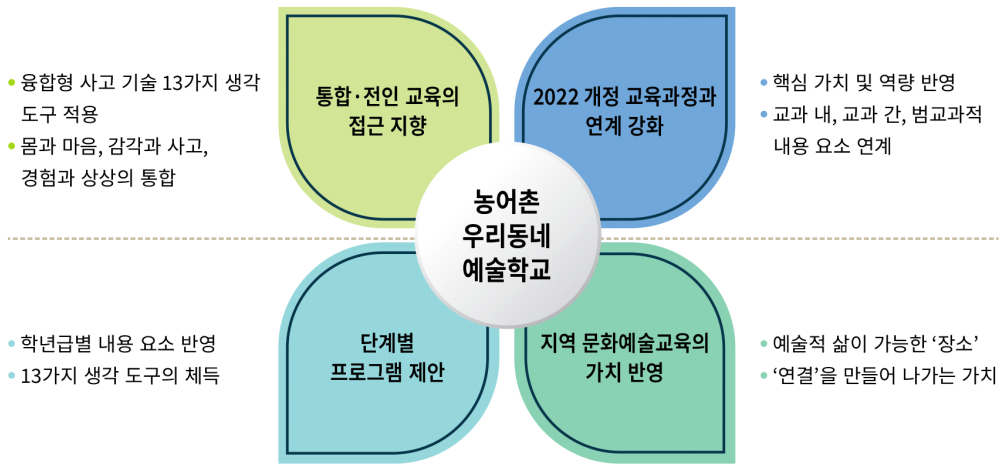 • 융합형 사고 기술 13가지 생각
도구 적용
• 몸과 마음, 감각과 사고,
경험과 상상의 통합
통합·전인 교육의
접근 지향
2022 개정 교육과정과
연계 강화
• 핵심 가치 및 역량 반영
• 교과 내, 교과 간, 범교과적
내용 요소 연계
농어촌
우리동네
예술학교
• 학년급별 내용 요소 반영
• 13가지 생각 도구의 체득
단계별
프로그램 제안
지역 문화예술교육의
가치 반영
• 예술적 삶이 가능한 ‘장소’
• ‘연결’을 만들어 나가는 가치